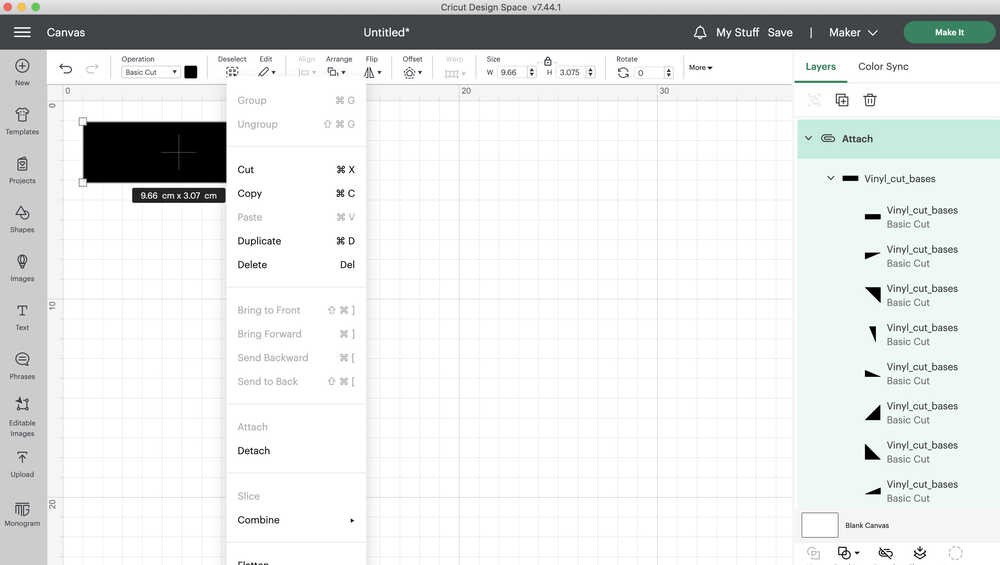 Cricut Design Space v7.44.1
Canvas
Untitled*
My Stuff
Save
|
Maker
Make It
New
Templates
Projects
Shapes
Images
Text
Phrases
Editable
Images
Upload
Monogram
Operation
Basic Cut
Deselect
Edit
Align
Arrange
Flip
Offset
Warp
Size
W 9.66
H 3.075
Rotate
0
More
0
20
30
0
10
20
9.66 cm x 3.07 cm
Group ⌘ G
Ungroup ⇧ ⌘ G
Cut ⌘ X
Copy ⌘ C
Paste ⌘ V
Duplicate ⌘ D
Delete Del
Bring to Front ⇧ ⌘ ]
Bring Forward ⌘ ]
Send Backward ⌘ [
Send to Back ⇧ ⌘ [
Attach
Detach
Slice
Combine
Flatten
Layers
Color Sync
Attach
Vinyl_cut_bases
Vinyl_cut_bases
Basic Cut
Vinyl_cut_bases
Basic Cut
Vinyl_cut_bases
Basic Cut
Vinyl_cut_bases
Basic Cut
Vinyl_cut_bases
Basic Cut
Vinyl_cut_bases
Basic Cut
Vinyl_cut_bases
Basic Cut
Vinyl_cut_bases
Basic Cut
Blank Canvas